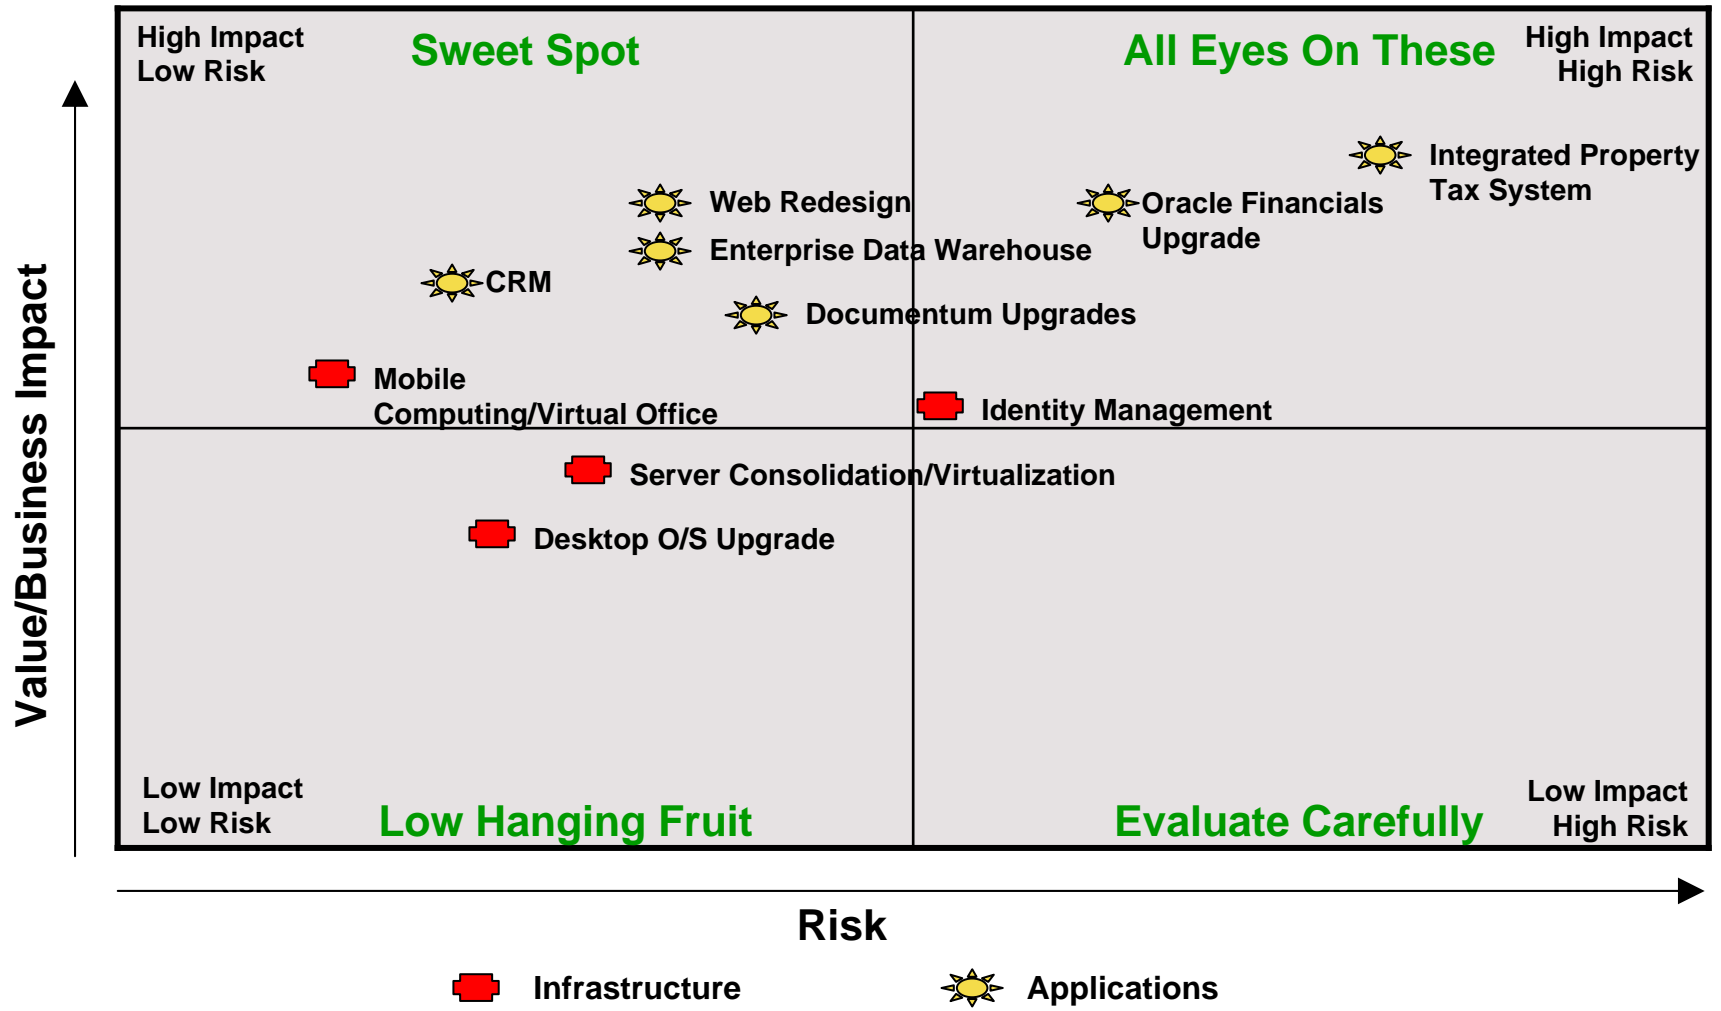 High Impact
Low Risk
Sweet Spot
All Eyes On These
High Impact
High Risk
Integrated Property
Tax System
Web Redesign
Oracle Financials
Upgrade
Enterprise Data Warehouse
CRM
Documentum Upgrades
Mobile
Computing/Virtual Office
Identity Management
Server Consolidation/Virtualization
Desktop O/S Upgrade
Value/Business Impact
Low Impact
Low Risk
Low Hanging Fruit
Evaluate Carefully
Low Impact
High Risk
Risk
Infrastructure
Applications